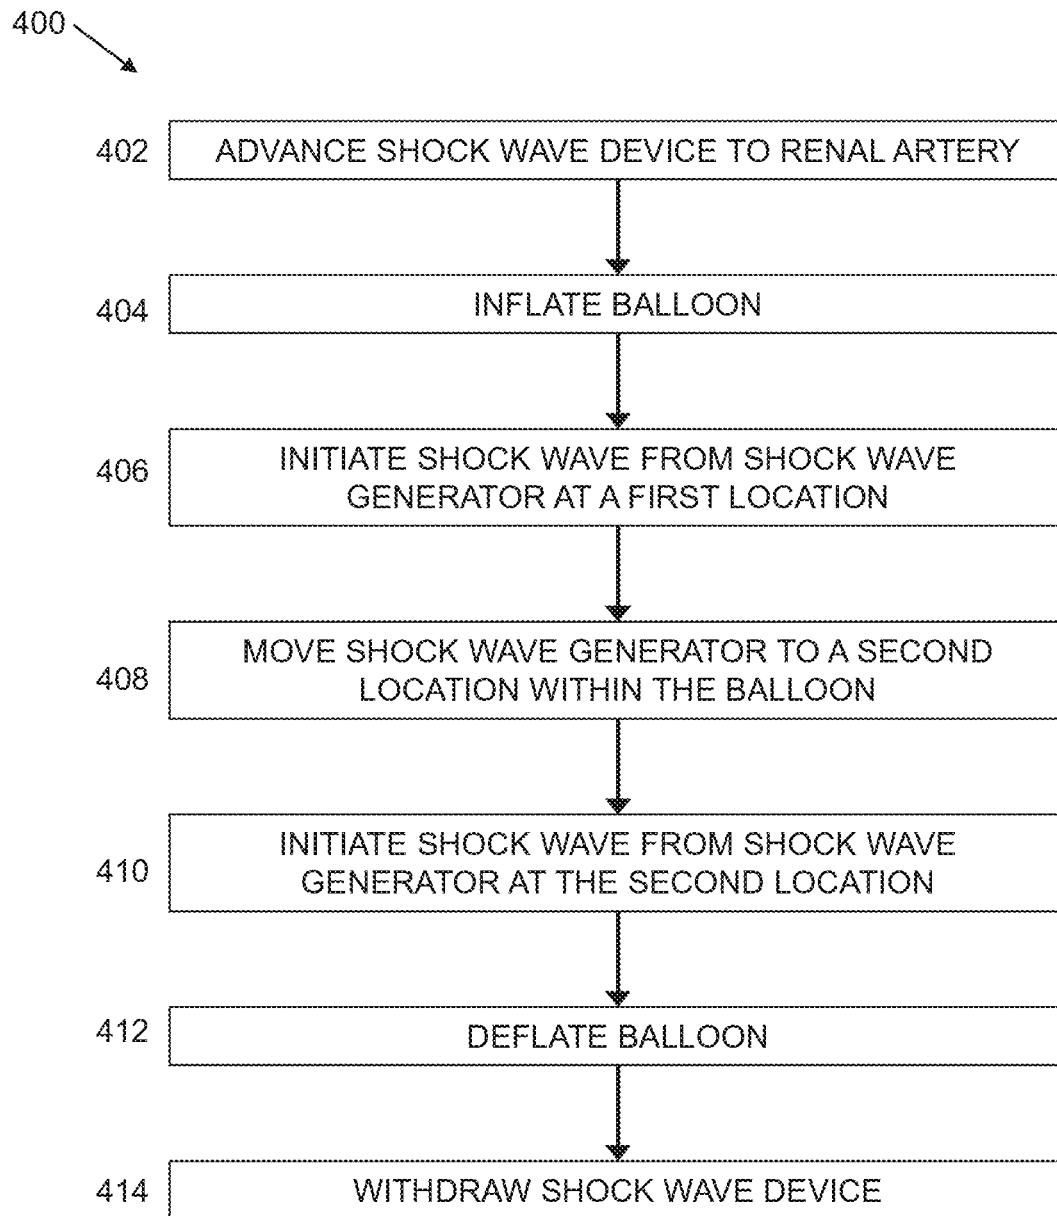 400
402 ADVANCE SHOCK WAVE DEVICE TO RENAL ARTERY
404 INFLATE BALLOON
406 INITIATE SHOCK WAVE FROM SHOCK WAVE
GENERATOR AT A FIRST LOCATION
408 MOVE SHOCK WAVE GENERATOR TO A SECOND
LOCATION WITHIN THE BALLOON
410 INITIATE SHOCK WAVE FROM SHOCK WAVE
GENERATOR AT THE SECOND LOCATION
412 DEFLATE BALLOON
414 WITHDRAW SHOCK WAVE DEVICE